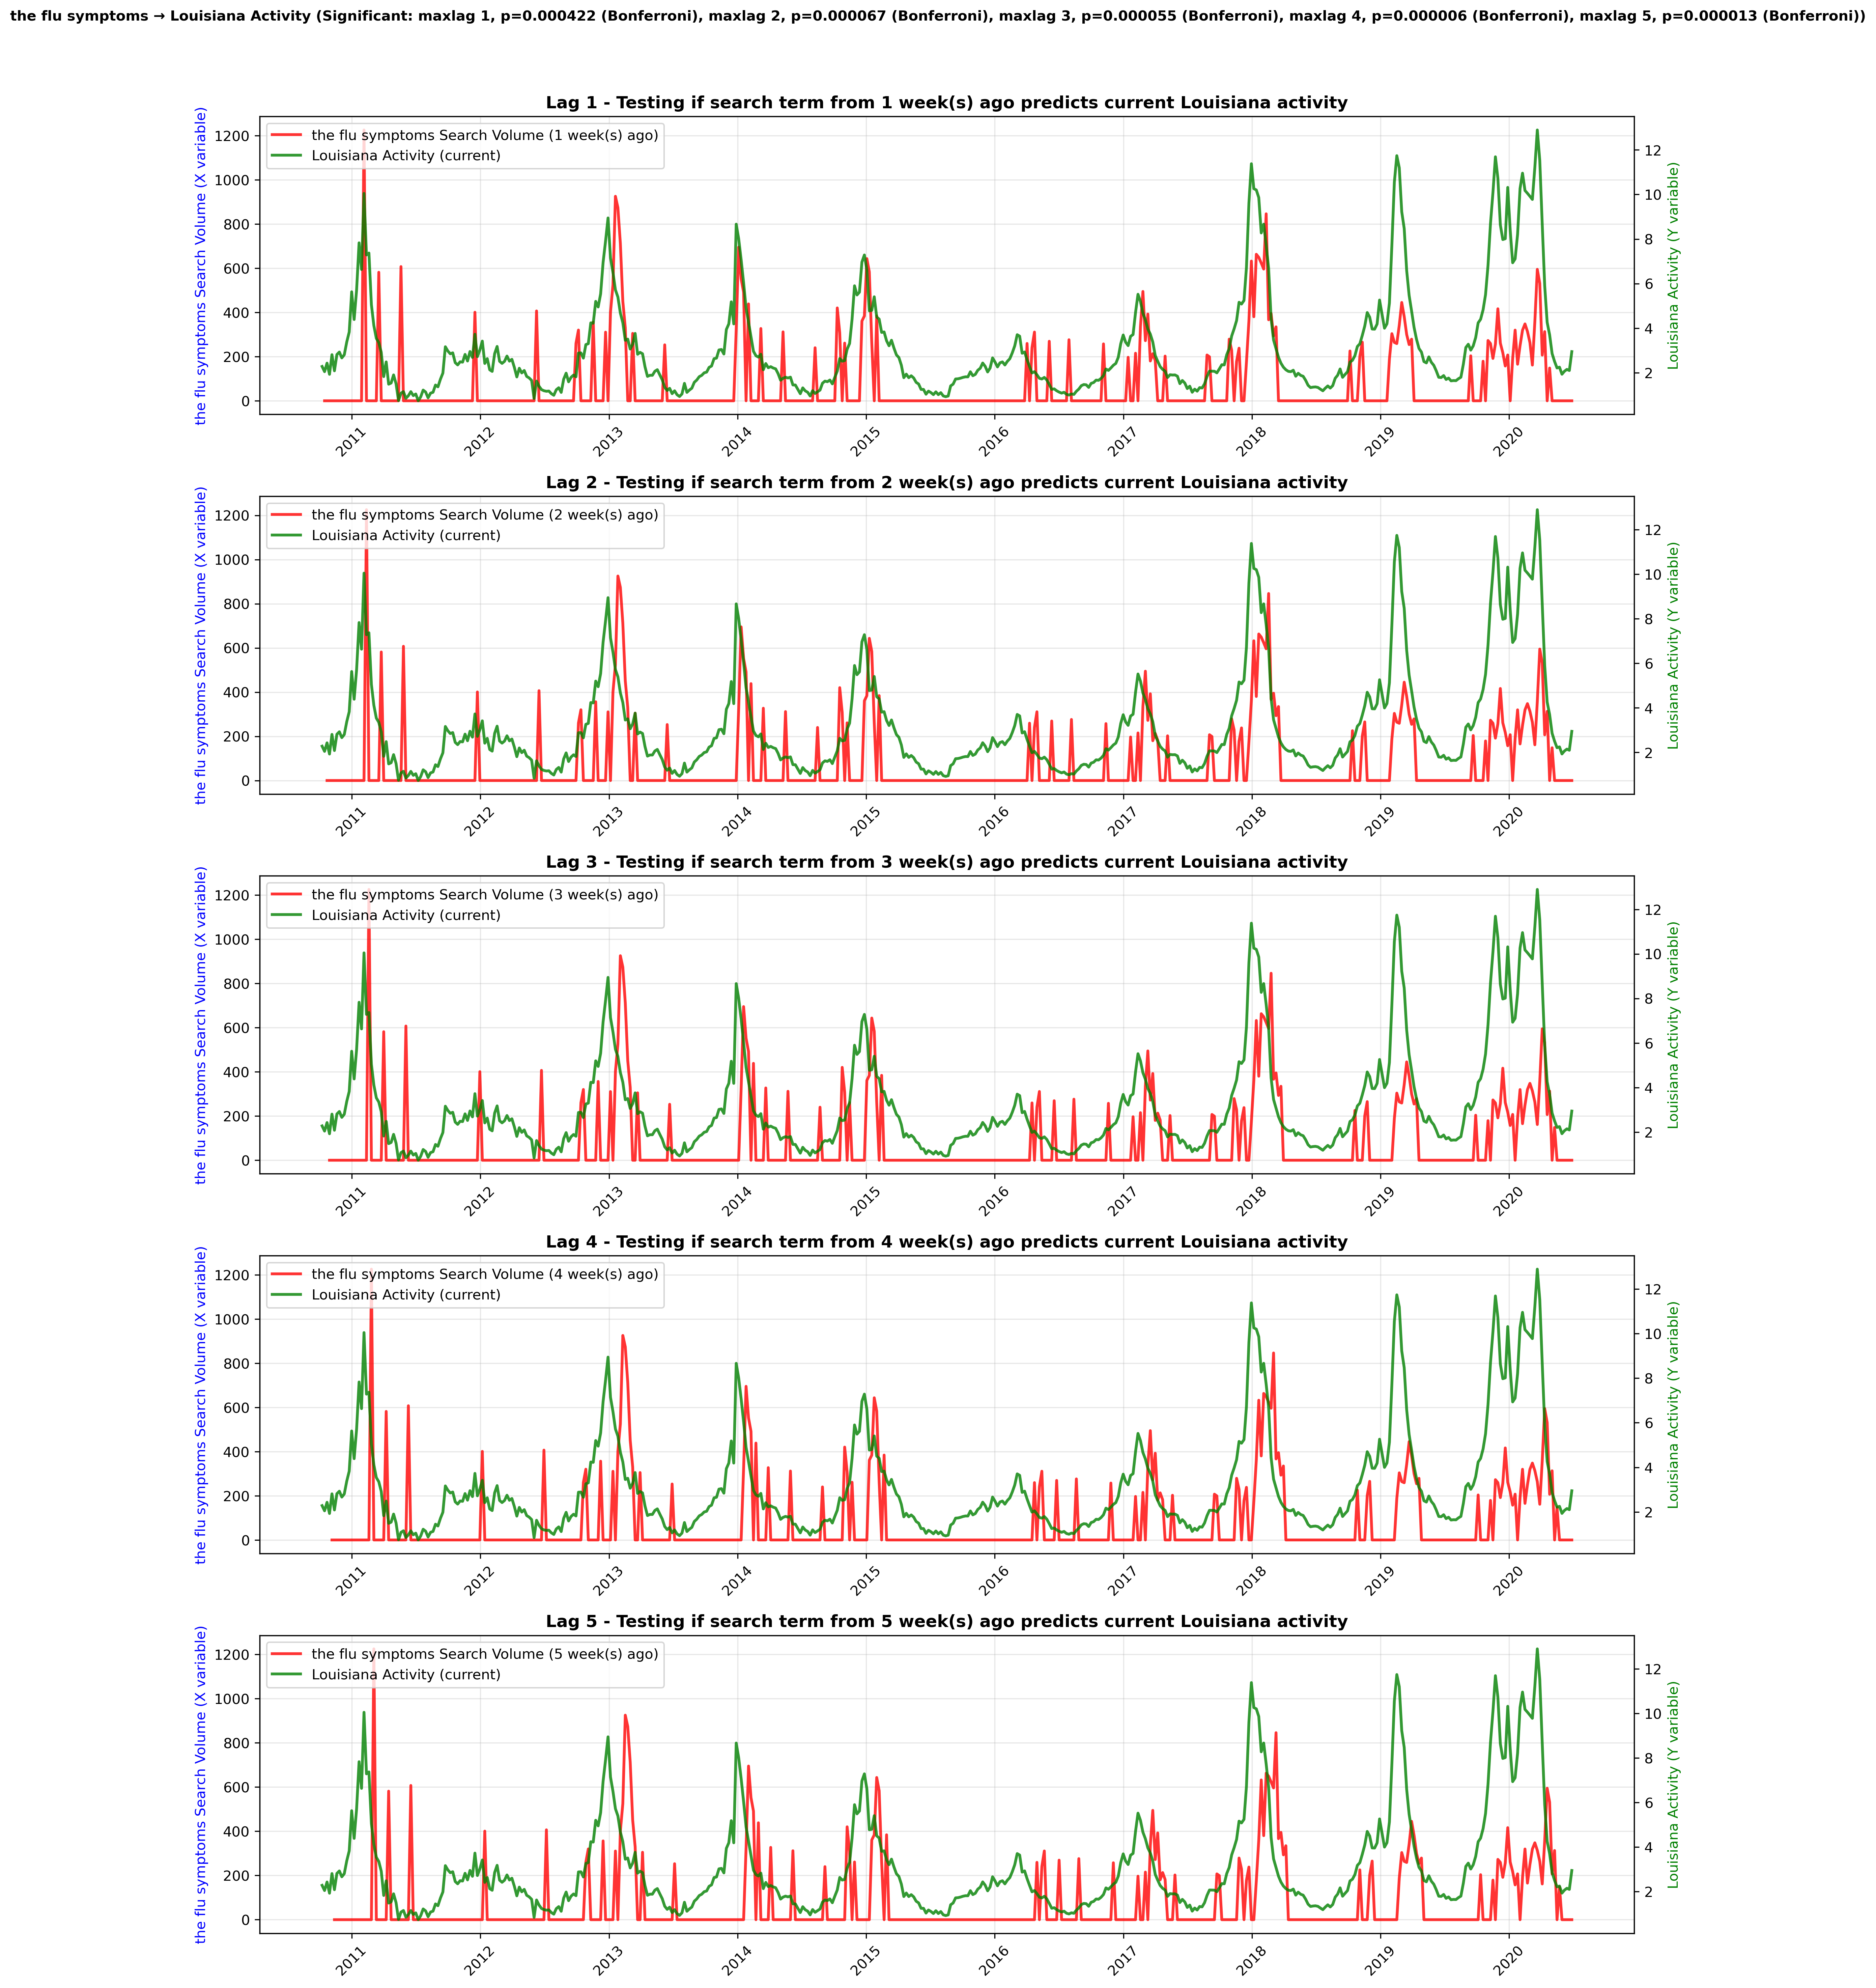 the flu symptoms → Louisiana Activity (Significant: maxlag 1, p=0.000422 (Bonferroni), maxlag 2, p=0.000067 (Bonferroni), maxlag 3, p=0.000055 (Bonferroni), maxlag 4, p=0.000006 (Bonferroni), maxlag 5, p=0.000013 (Bonferroni))
Lag 1 - Testing if search term from 1 week(s) ago predicts current Louisiana activity
the flu symptoms Search Volume (X variable)
1200
1000
800
600
400
200
0
the flu symptoms Search Volume (1 week(s) ago)
Louisiana Activity (current)
12
10
8
6
4
2
Louisiana Activity (Y variable)
2011 2012 2013 2014 2015 2016 2017 2018 2019 2020
Lag 2 - Testing if search term from 2 week(s) ago predicts current Louisiana activity
the flu symptoms Search Volume (X variable)
1200
1000
800
600
400
200
0
the flu symptoms Search Volume (2 week(s) ago)
Louisiana Activity (current)
12
10
8
6
4
2
Louisiana Activity (Y variable)
2011 2012 2013 2014 2015 2016 2017 2018 2019 2020
Lag 3 - Testing if search term from 3 week(s) ago predicts current Louisiana activity
the flu symptoms Search Volume (X variable)
1200
1000
800
600
400
200
0
the flu symptoms Search Volume (3 week(s) ago)
Louisiana Activity (current)
12
10
8
6
4
2
Louisiana Activity (Y variable)
2011 2012 2013 2014 2015 2016 2017 2018 2019 2020
Lag 4 - Testing if search term from 4 week(s) ago predicts current Louisiana activity
the flu symptoms Search Volume (X variable)
1200
1000
800
600
400
200
0
the flu symptoms Search Volume (4 week(s) ago)
Louisiana Activity (current)
12
10
8
6
4
2
Louisiana Activity (Y variable)
2011 2012 2013 2014 2015 2016 2017 2018 2019 2020
Lag 5 - Testing if search term from 5 week(s) ago predicts current Louisiana activity
the flu symptoms Search Volume (X variable)
1200
1000
800
600
400
200
0
the flu symptoms Search Volume (5 week(s) ago)
Louisiana Activity (current)
12
10
8
6
4
2
Louisiana Activity (Y variable)
2011 2012 2013 2014 2015 2016 2017 2018 2019 2020